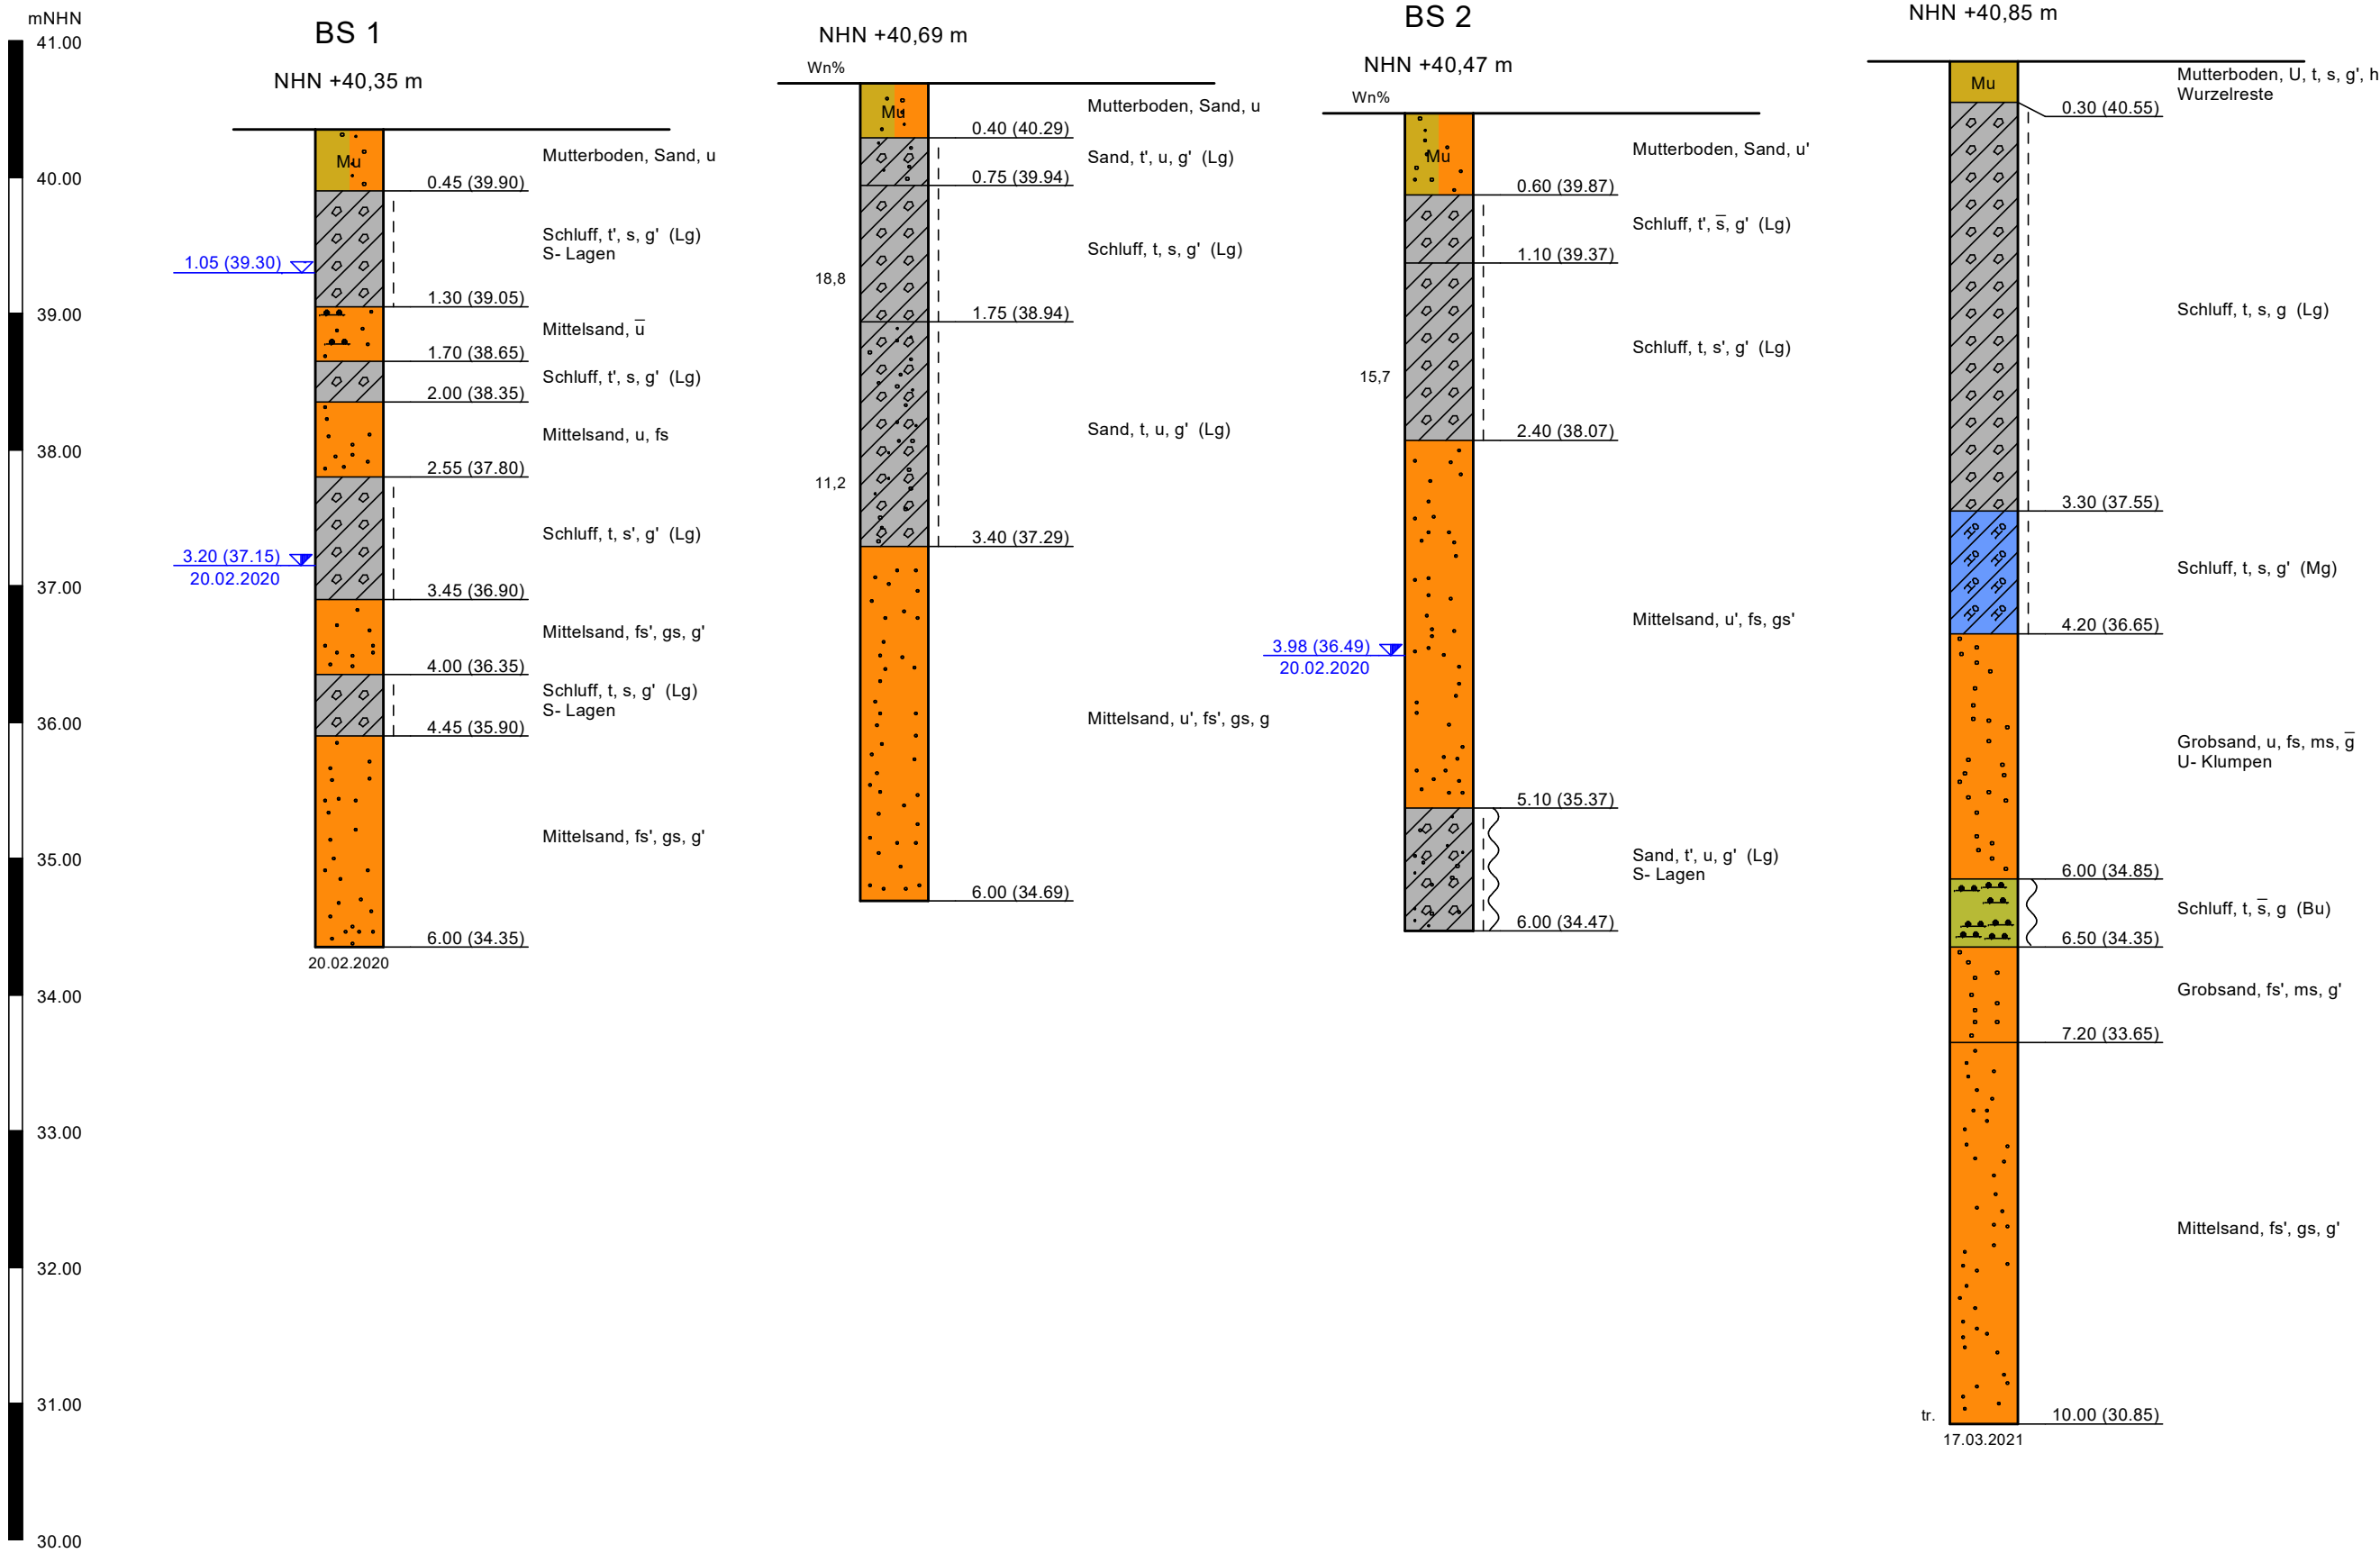 mNHN
41.00
40.00
39.00
38.00
37.00
36.00
35.00
34.00
33.00
32.00
31.00
30.00
BS 1
NHN +40,35 m
Mu
Mutterboden, Sand, u
0.45 (39.90)
Schluff, t', s, g' (Lg)
S- Lagen
1.05 (39.30)
1.30 (39.05)
Mittelsand, u̅
1.70 (38.65)
Schluff, t', s, g' (Lg)
2.00 (38.35)
Mittelsand, u, fs
2.55 (37.80)
Schluff, t, s', g' (Lg)
3.20 (37.15)
20.02.2020
3.45 (36.90)
Mittelsand, fs', gs, g'
4.00 (36.35)
Schluff, t, s, g' (Lg)
S- Lagen
4.45 (35.90)
Mittelsand, fs', gs, g'
6.00 (34.35)
20.02.2020
NHN +40,69 m
Wn%
Mu
Mutterboden, Sand, u
0.40 (40.29)
Sand, t', u, g' (Lg)
0.75 (39.94)
Schluff, t, s, g' (Lg)
18,8
1.75 (38.94)
Sand, t, u, g' (Lg)
11,2
3.40 (37.29)
Mittelsand, u', fs', gs, g
6.00 (34.69)
BS 2
NHN +40,47 m
Wn%
Mu
Mutterboden, Sand, u'
0.60 (39.87)
Schluff, t', s̅, g' (Lg)
1.10 (39.37)
Schluff, t, s', g' (Lg)
15,7
2.40 (38.07)
Mittelsand, u', fs, gs'
3.98 (36.49)
20.02.2020
5.10 (35.37)
Sand, t', u, g' (Lg)
S- Lagen
6.00 (34.47)
NHN +40,85 m
Mu
Mutterboden, U, t, s, g', h
Wurzelreste
0.30 (40.55)
Schluff, t, s, g (Lg)
3.30 (37.55)
Schluff, t, s, g' (Mg)
4.20 (36.65)
Grobsand, u, fs, ms, g̅
U- Klumpen
6.00 (34.85)
Schluff, t, s̅, g (Bu)
6.50 (34.35)
Grobsand, fs', ms, g'
7.20 (33.65)
Mittelsand, fs', gs, g'
tr.
10.00 (30.85)
17.03.2021